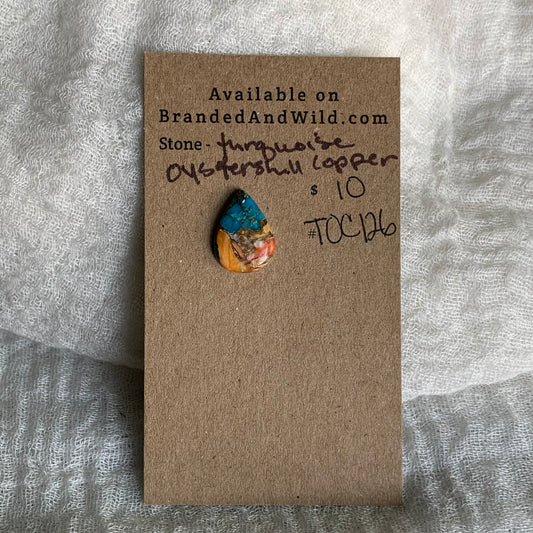 Available on
BrandedAndWild.com
Stone - turquoise
oystershell copper
$ 10
#TOC126